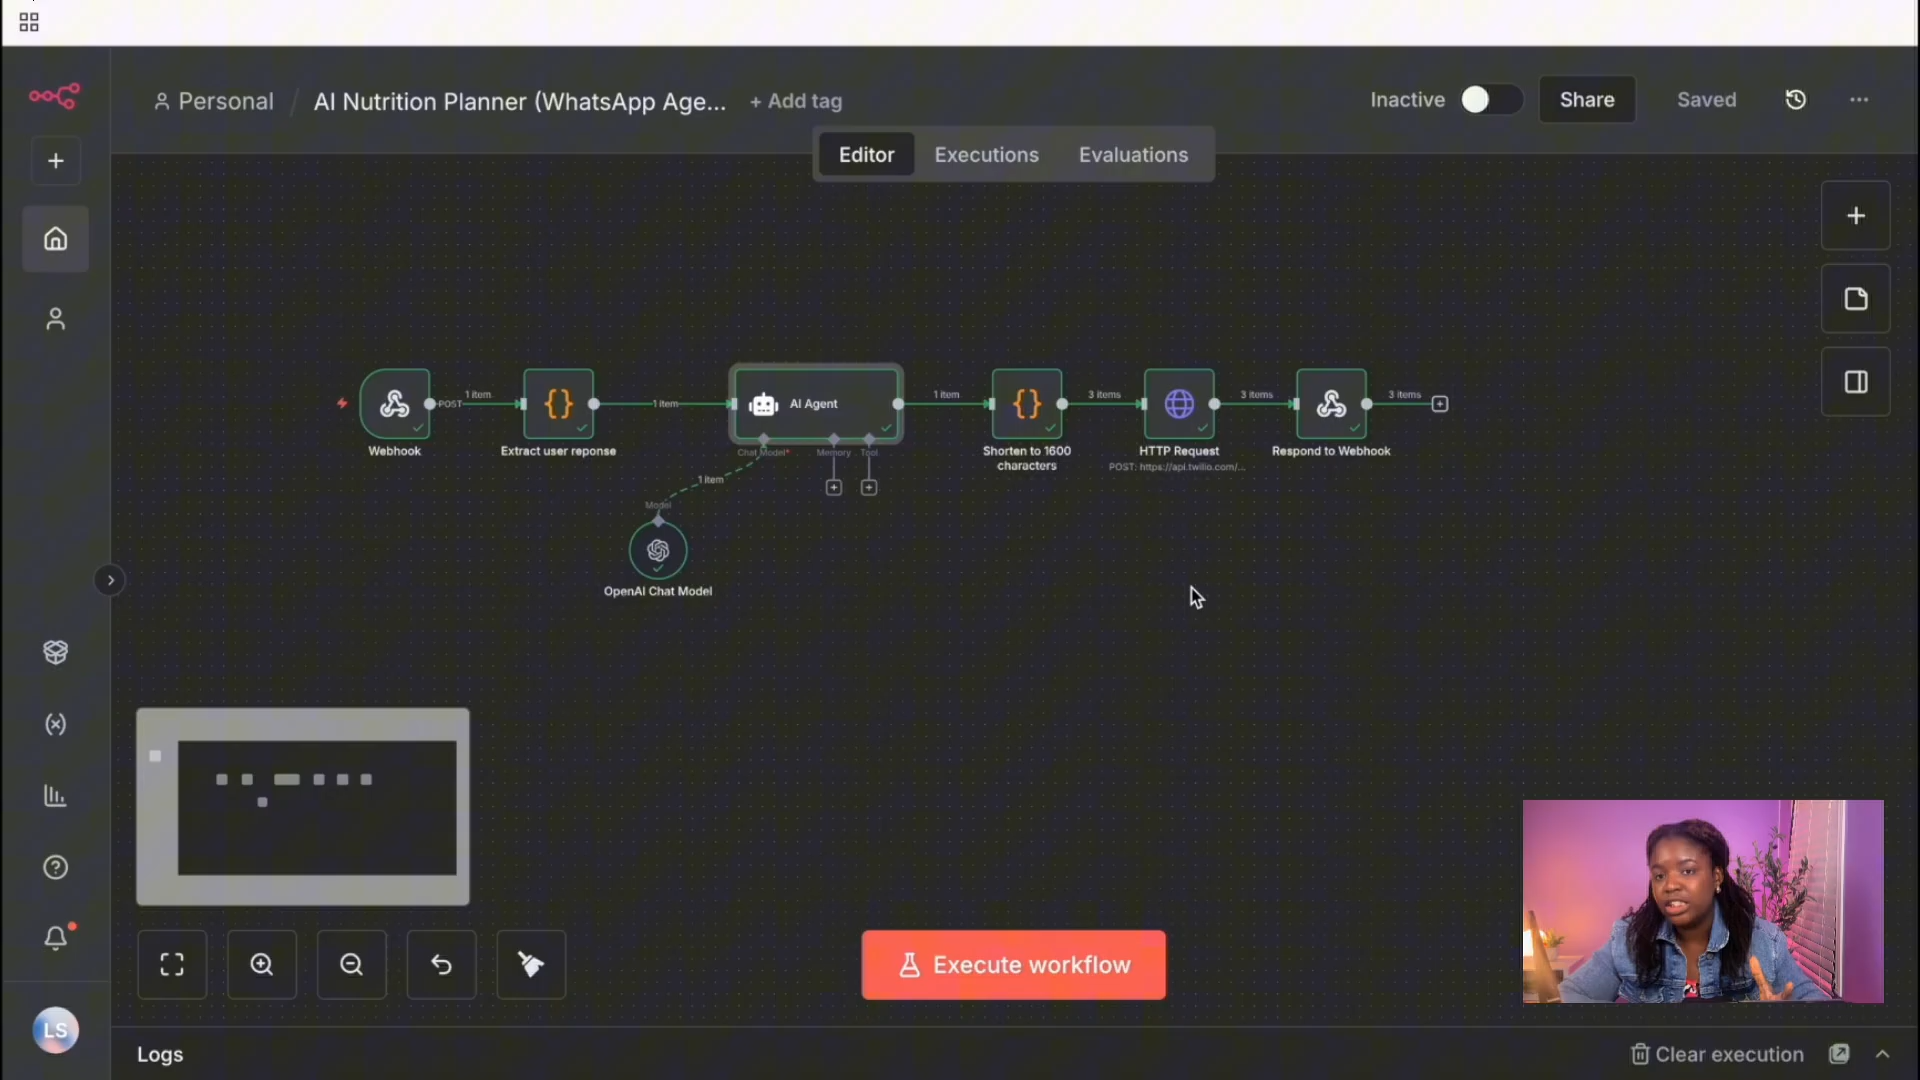 Personal / AI Nutrition Planner (WhatsApp Age... + Add tag
Inactive Share Saved
Editor Executions Evaluations
POST 1 item 1 item AI Agent 1 item 3 items 3 items 3 items
Webhook Extract user reponse Chat Model* Memory Tool Shorten to 1600 characters HTTP Request Respond to Webhook
POST: https://api.twilio.com/...
1 item
Model
OpenAI Chat Model
Execute workflow
LS
Logs Clear execution